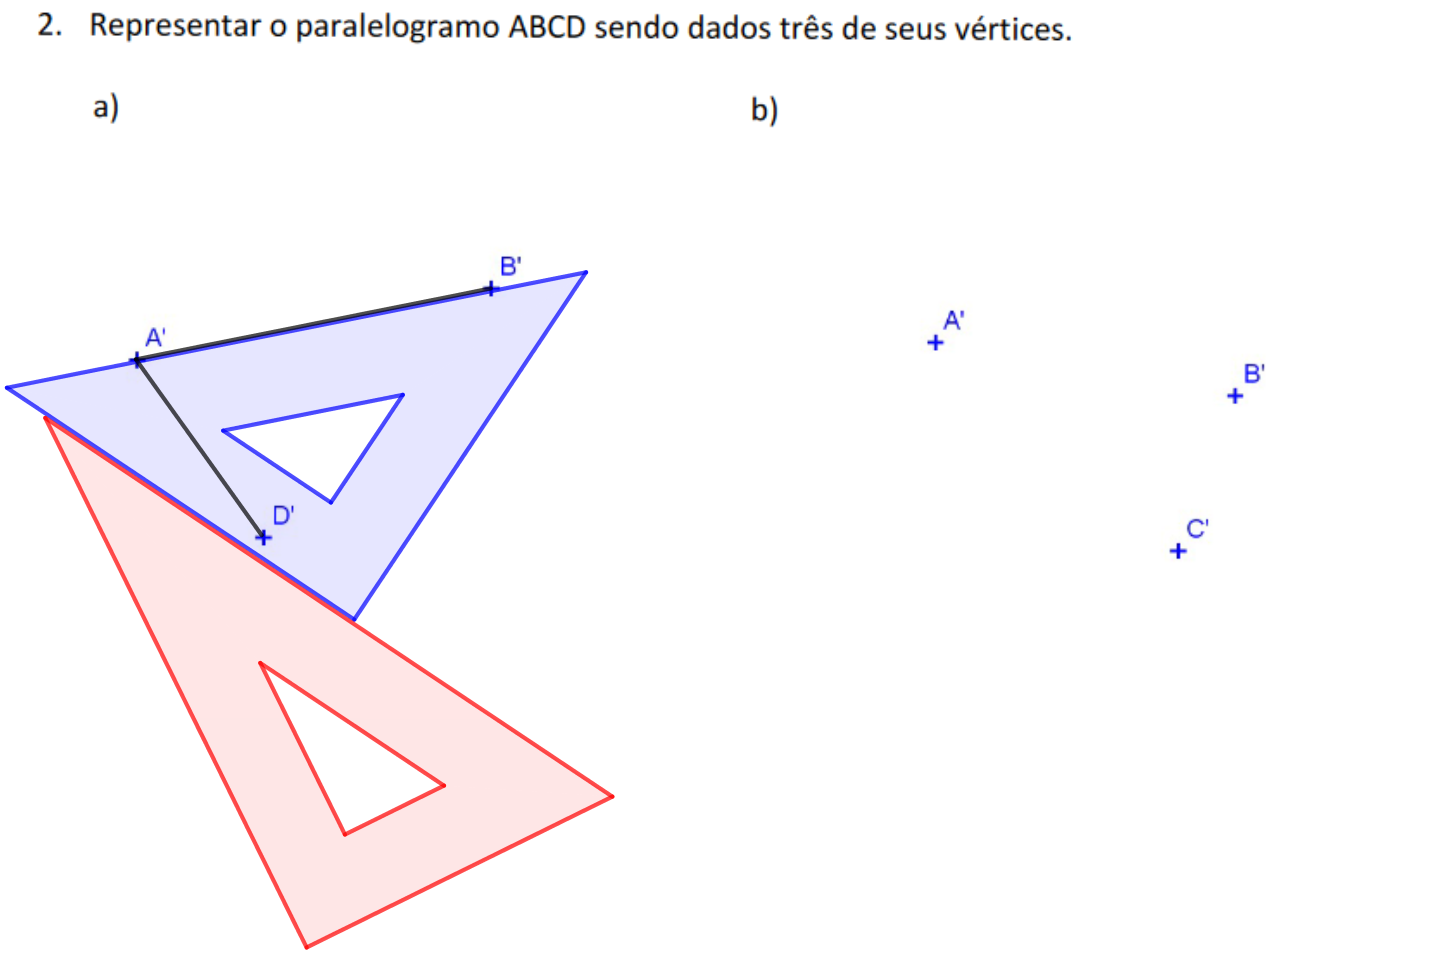 2. Representar o paralelogramo ABCD sendo dados três de seus vértices.
a)
b)
B'
A'
D'
A'
B'
C'